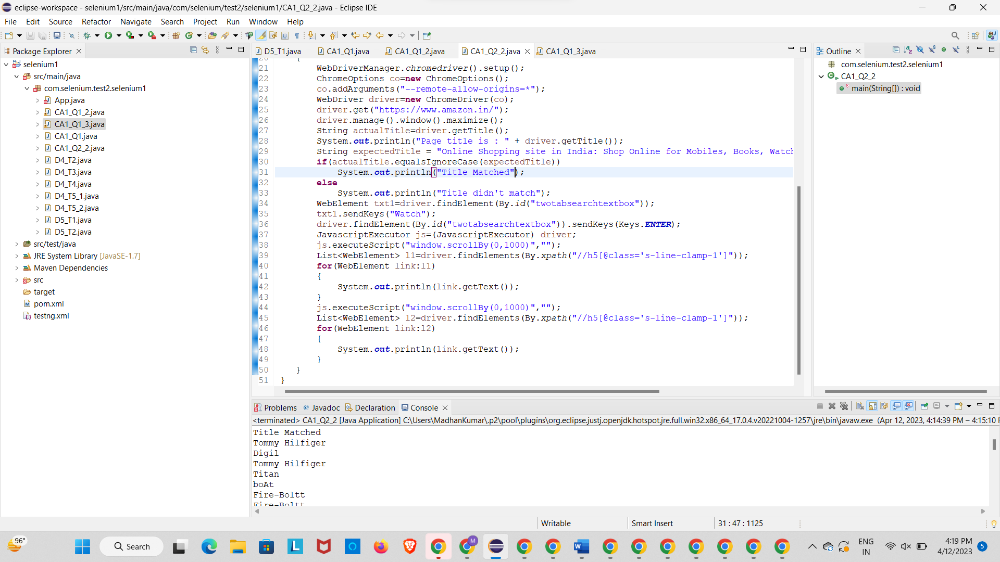 eclipse-workspace - selenium1/src/main/java/com/selenium/test2/selenium1/CA1_Q2_2.java - Eclipse IDE
File Edit Source Refactor Navigate Search Project Run Window Help
Package Explorer
selenium1
src/main/java
com.selenium.test2.selenium1
App.java
CA1_Q1_2.java
CA1_Q1_3.java
CA1_Q1.java
CA1_Q2_2.java
D4_T2.java
D4_T3.java
D4_T4.java
D4_T5_1.java
D4_T5_2.java
D5_T1.java
D5_T2.java
src/test/java
JRE System Library [JavaSE-1.7]
Maven Dependencies
src
target
pom.xml
testng.xml
D5_T1.java CA1_Q1.java CA1_Q1_2.java CA1_Q2_2.java CA1_Q1_3.java
20 {
21 WebDriverManager.chromedriver().setup();
22 ChromeOptions co=new ChromeOptions();
23 co.addArguments("--remote-allow-origins=*");
24 WebDriver driver=new ChromeDriver(co);
25 driver.get("https://www.amazon.in/");
26 driver.manage().window().maximize();
27 String actualTitle=driver.getTitle();
28 System.out.println("Page title is : " + driver.getTitle());
29 String expectedTitle = "Online Shopping site in India: Shop Online for Mobiles, Books, Watch
30 if(actualTitle.equalsIgnoreCase(expectedTitle))
31 System.out.println("Title Matched");
32 else
33 System.out.println("Title didn't match");
34 WebElement txt1=driver.findElement(By.id("twotabsearchtextbox"));
35 txt1.sendKeys("Watch");
36 driver.findElement(By.id("twotabsearchtextbox")).sendKeys(Keys.ENTER);
37 JavascriptExecutor js=(JavascriptExecutor) driver;
38 js.executeScript("window.scrollBy(0,1000)","");
39 List<WebElement> l1=driver.findElements(By.xpath("//h5[@class='s-line-clamp-1']"));
40 for(WebElement link:l1)
41 {
42 System.out.println(link.getText());
43 }
44 js.executeScript("window.scrollBy(0,1000)","");
45 List<WebElement> l2=driver.findElements(By.xpath("//h5[@class='s-line-clamp-1']"));
46 for(WebElement link:l2)
47 {
48 System.out.println(link.getText());
49 }
50 }
51 }
Outline
com.selenium.test2.selenium1
CA1_Q2_2
main(String[]) : void
Problems Javadoc Declaration Console
<terminated> CA1_Q2_2 [Java Application] C:\Users\MadhanKumar\.p2\pool\plugins\org.eclipse.justj.openjdk.hotspot.jre.full.win32.x86_64_17.0.4.v20221004-1257\jre\bin\javaw.exe (Apr 12, 2023, 4:14:39 PM – 4:15:10
Title Matched
Tommy Hilfiger
Digil
Tommy Hilfiger
Titan
boAt
Fire-Boltt
Fire-Boltt
Writable Smart Insert 31 : 47 : 1125
96°
Search
M
ENG
IN
4:19 PM
4/12/2023
5